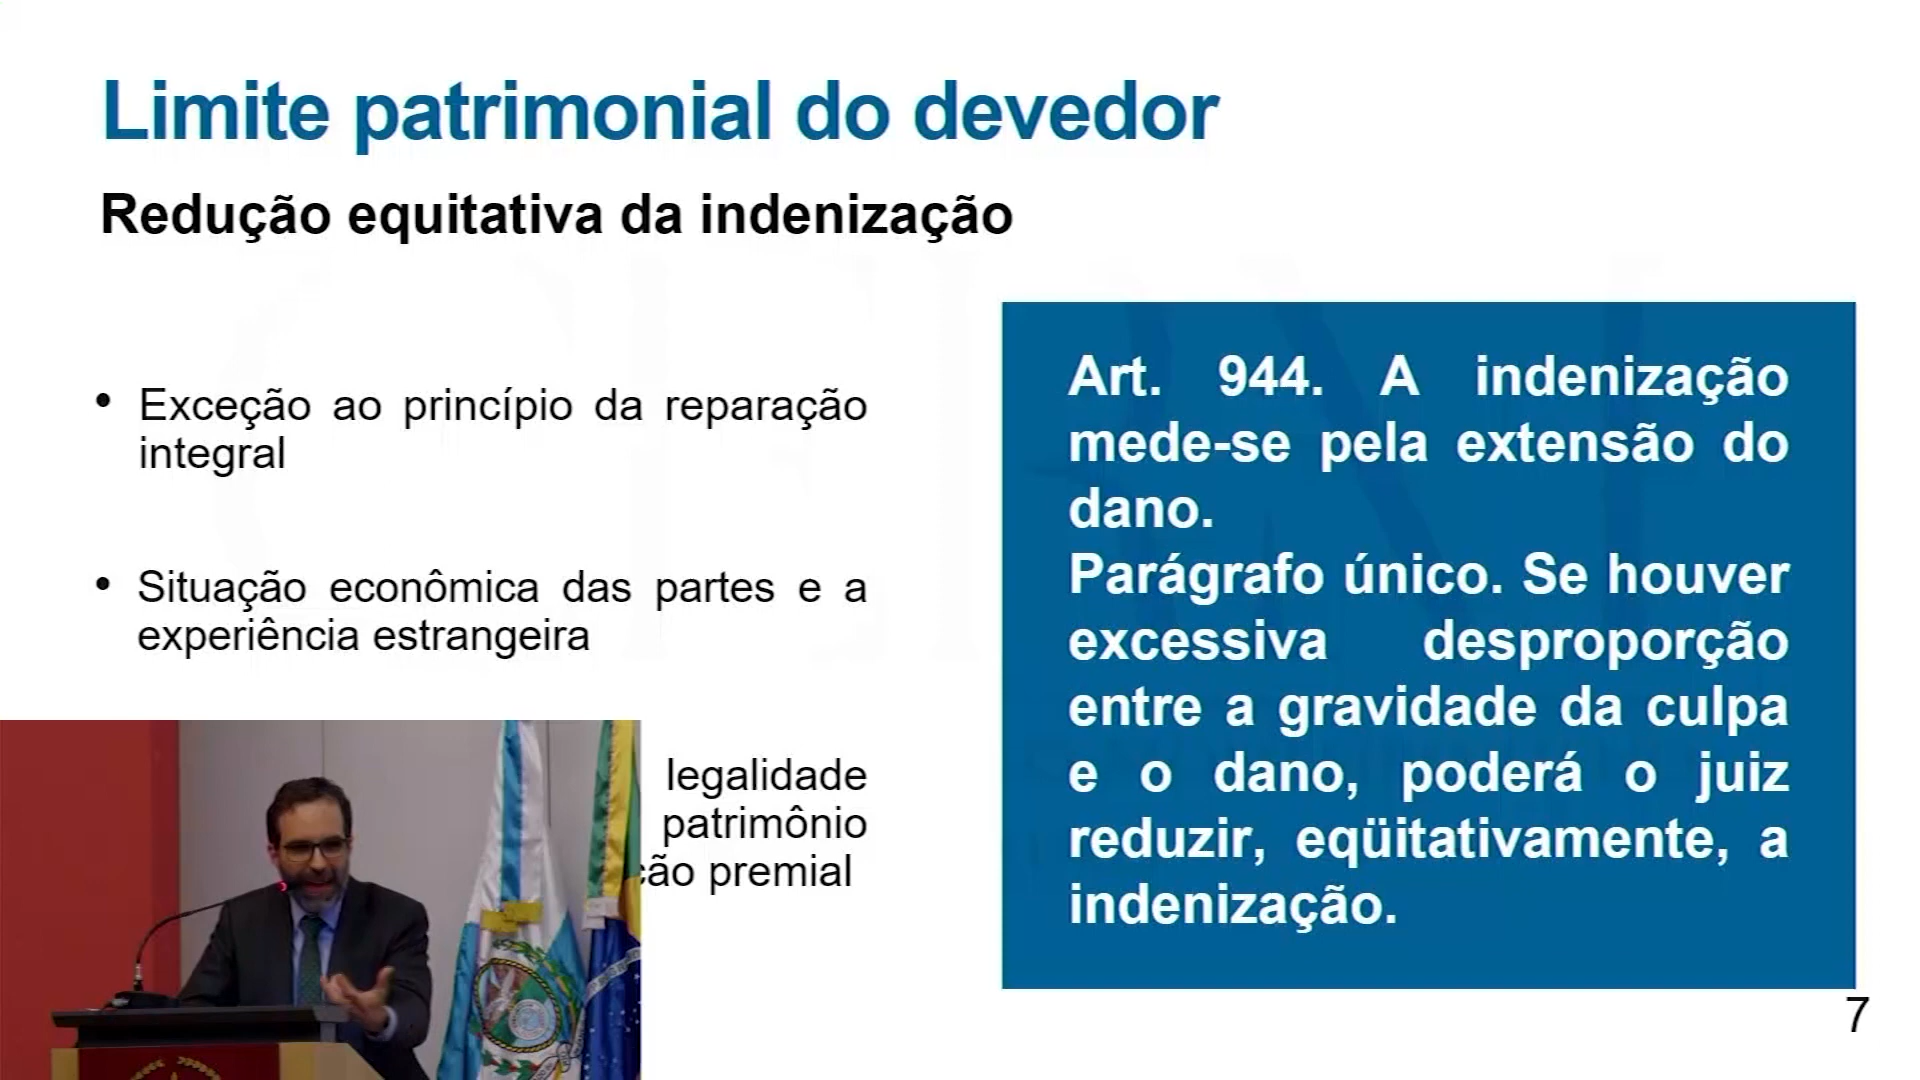 Limite patrimonial do devedor
Redução equitativa da indenização
• Exceção ao princípio da reparação
integral
• Situação econômica das partes e a
experiência estrangeira
legalidade
patrimônio
ção premial
Art. 944. A indenização
mede-se pela extensão do
dano.
Parágrafo único. Se houver
excessiva desproporção
entre a gravidade da culpa
e o dano, poderá o juiz
reduzir, eqüitativamente, a
indenização.
7